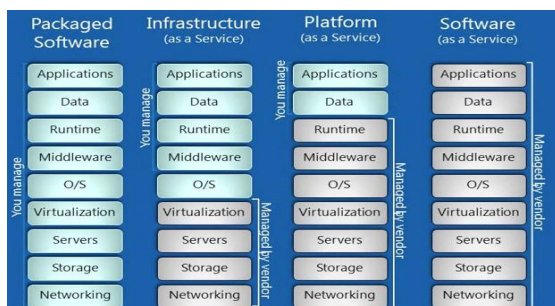 Packaged
Software
You manage
Applications
Data
Runtime
Middleware
O/S
Virtualization
Servers
Storage
Networking
Infrastructure
(as a Service)
You manage
Applications
Data
Runtime
Middleware
O/S
Virtualization
Servers
Storage
Networking
Managed by vendor
Platform
(as a Service)
You manage
Applications
Data
Runtime
Middleware
O/S
Virtualization
Servers
Storage
Networking
Managed by vendor
Software
(as a Service)
Applications
Data
Runtime
Middleware
O/S
Virtualization
Servers
Storage
Networking
Managed by vendor